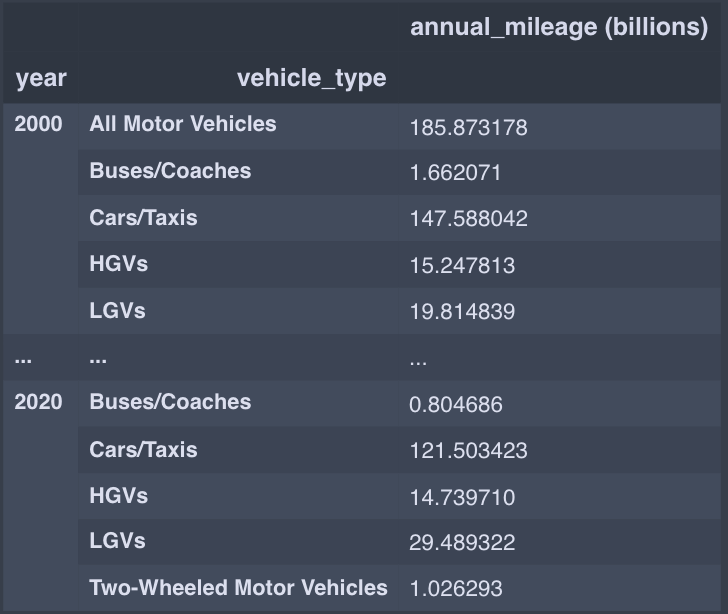 annual_mileage (billions)
year vehicle_type
2000 All Motor Vehicles 185.873178
Buses/Coaches 1.662071
Cars/Taxis 147.588042
HGVs 15.247813
LGVs 19.814839
... ... ...
2020 Buses/Coaches 0.804686
Cars/Taxis 121.503423
HGVs 14.739710
LGVs 29.489322
Two-Wheeled Motor Vehicles 1.026293